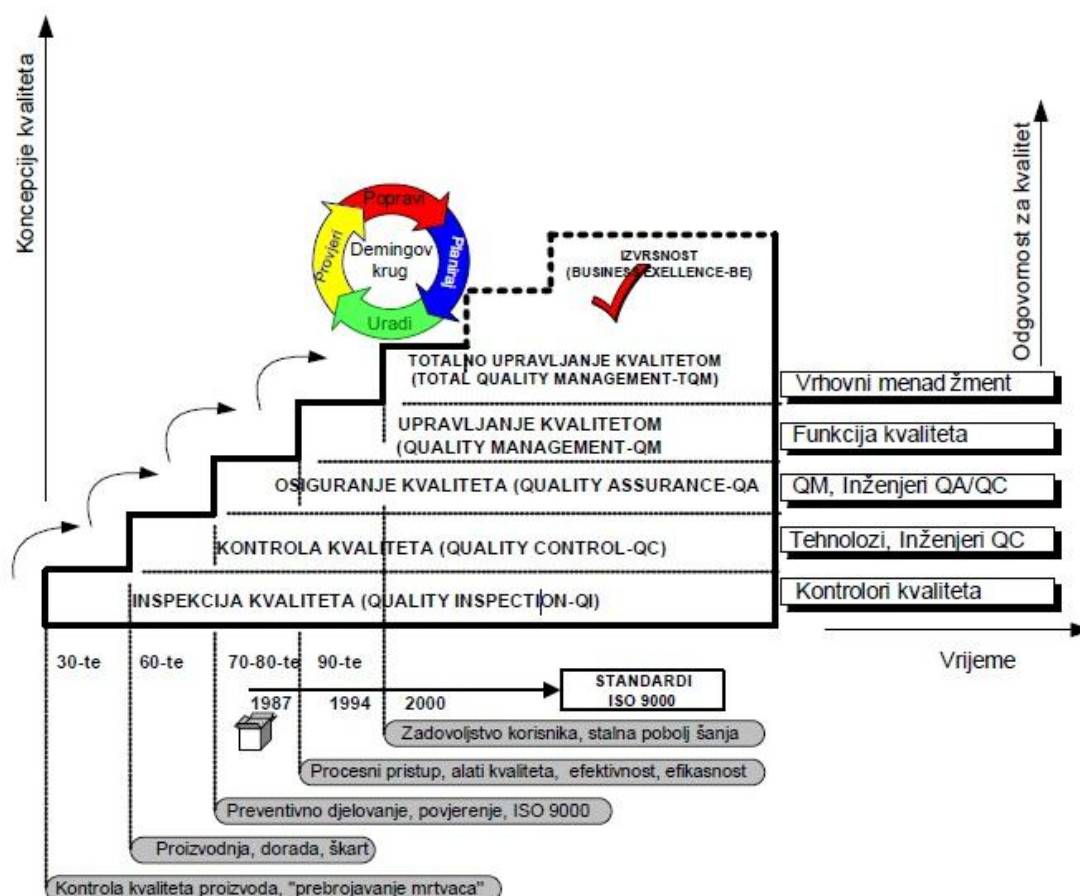 Koncepcije kvaliteta
Odgovornost za kvalitet
Popravi
Provjeri
Planiraj
Demingov
krug
Uradi
IZVRSNOST
(BUSINESS EXELLENCE-BE)
TOTALNO UPRAVLJANJE KVALITETOM
(TOTAL QUALITY MANAGEMENT-TQM)
Vrhovni menad žment
UPRAVLJANJE KVALITETOM
(QUALITY MANAGEMENT-QM
Funkcija kvaliteta
OSIGURANJE KVALITETA (QUALITY ASSURANCE-QA
QM, Inženjeri QA/QC
KONTROLA KVALITETA (QUALITY CONTROL-QC)
Tehnolozi, Inženjeri QC
INSPEKCIJA KVALITETA (QUALITY INSPECTION-QI)
Kontrolori kvaliteta
30-te 60-te 70-80-te 90-te
Vrijeme
STANDARDI
ISO 9000
1987 1994 2000
Zadovoljstvo korisnika, stalna pobolj šanja
Procesni pristup, alati kvaliteta, efektivnost, efikasnost
Preventivno djelovanje, povjerenje, ISO 9000
Proizvodnja, dorada, škart
Kontrola kvaliteta proizvoda, "prebrojavanje mrtvaca"